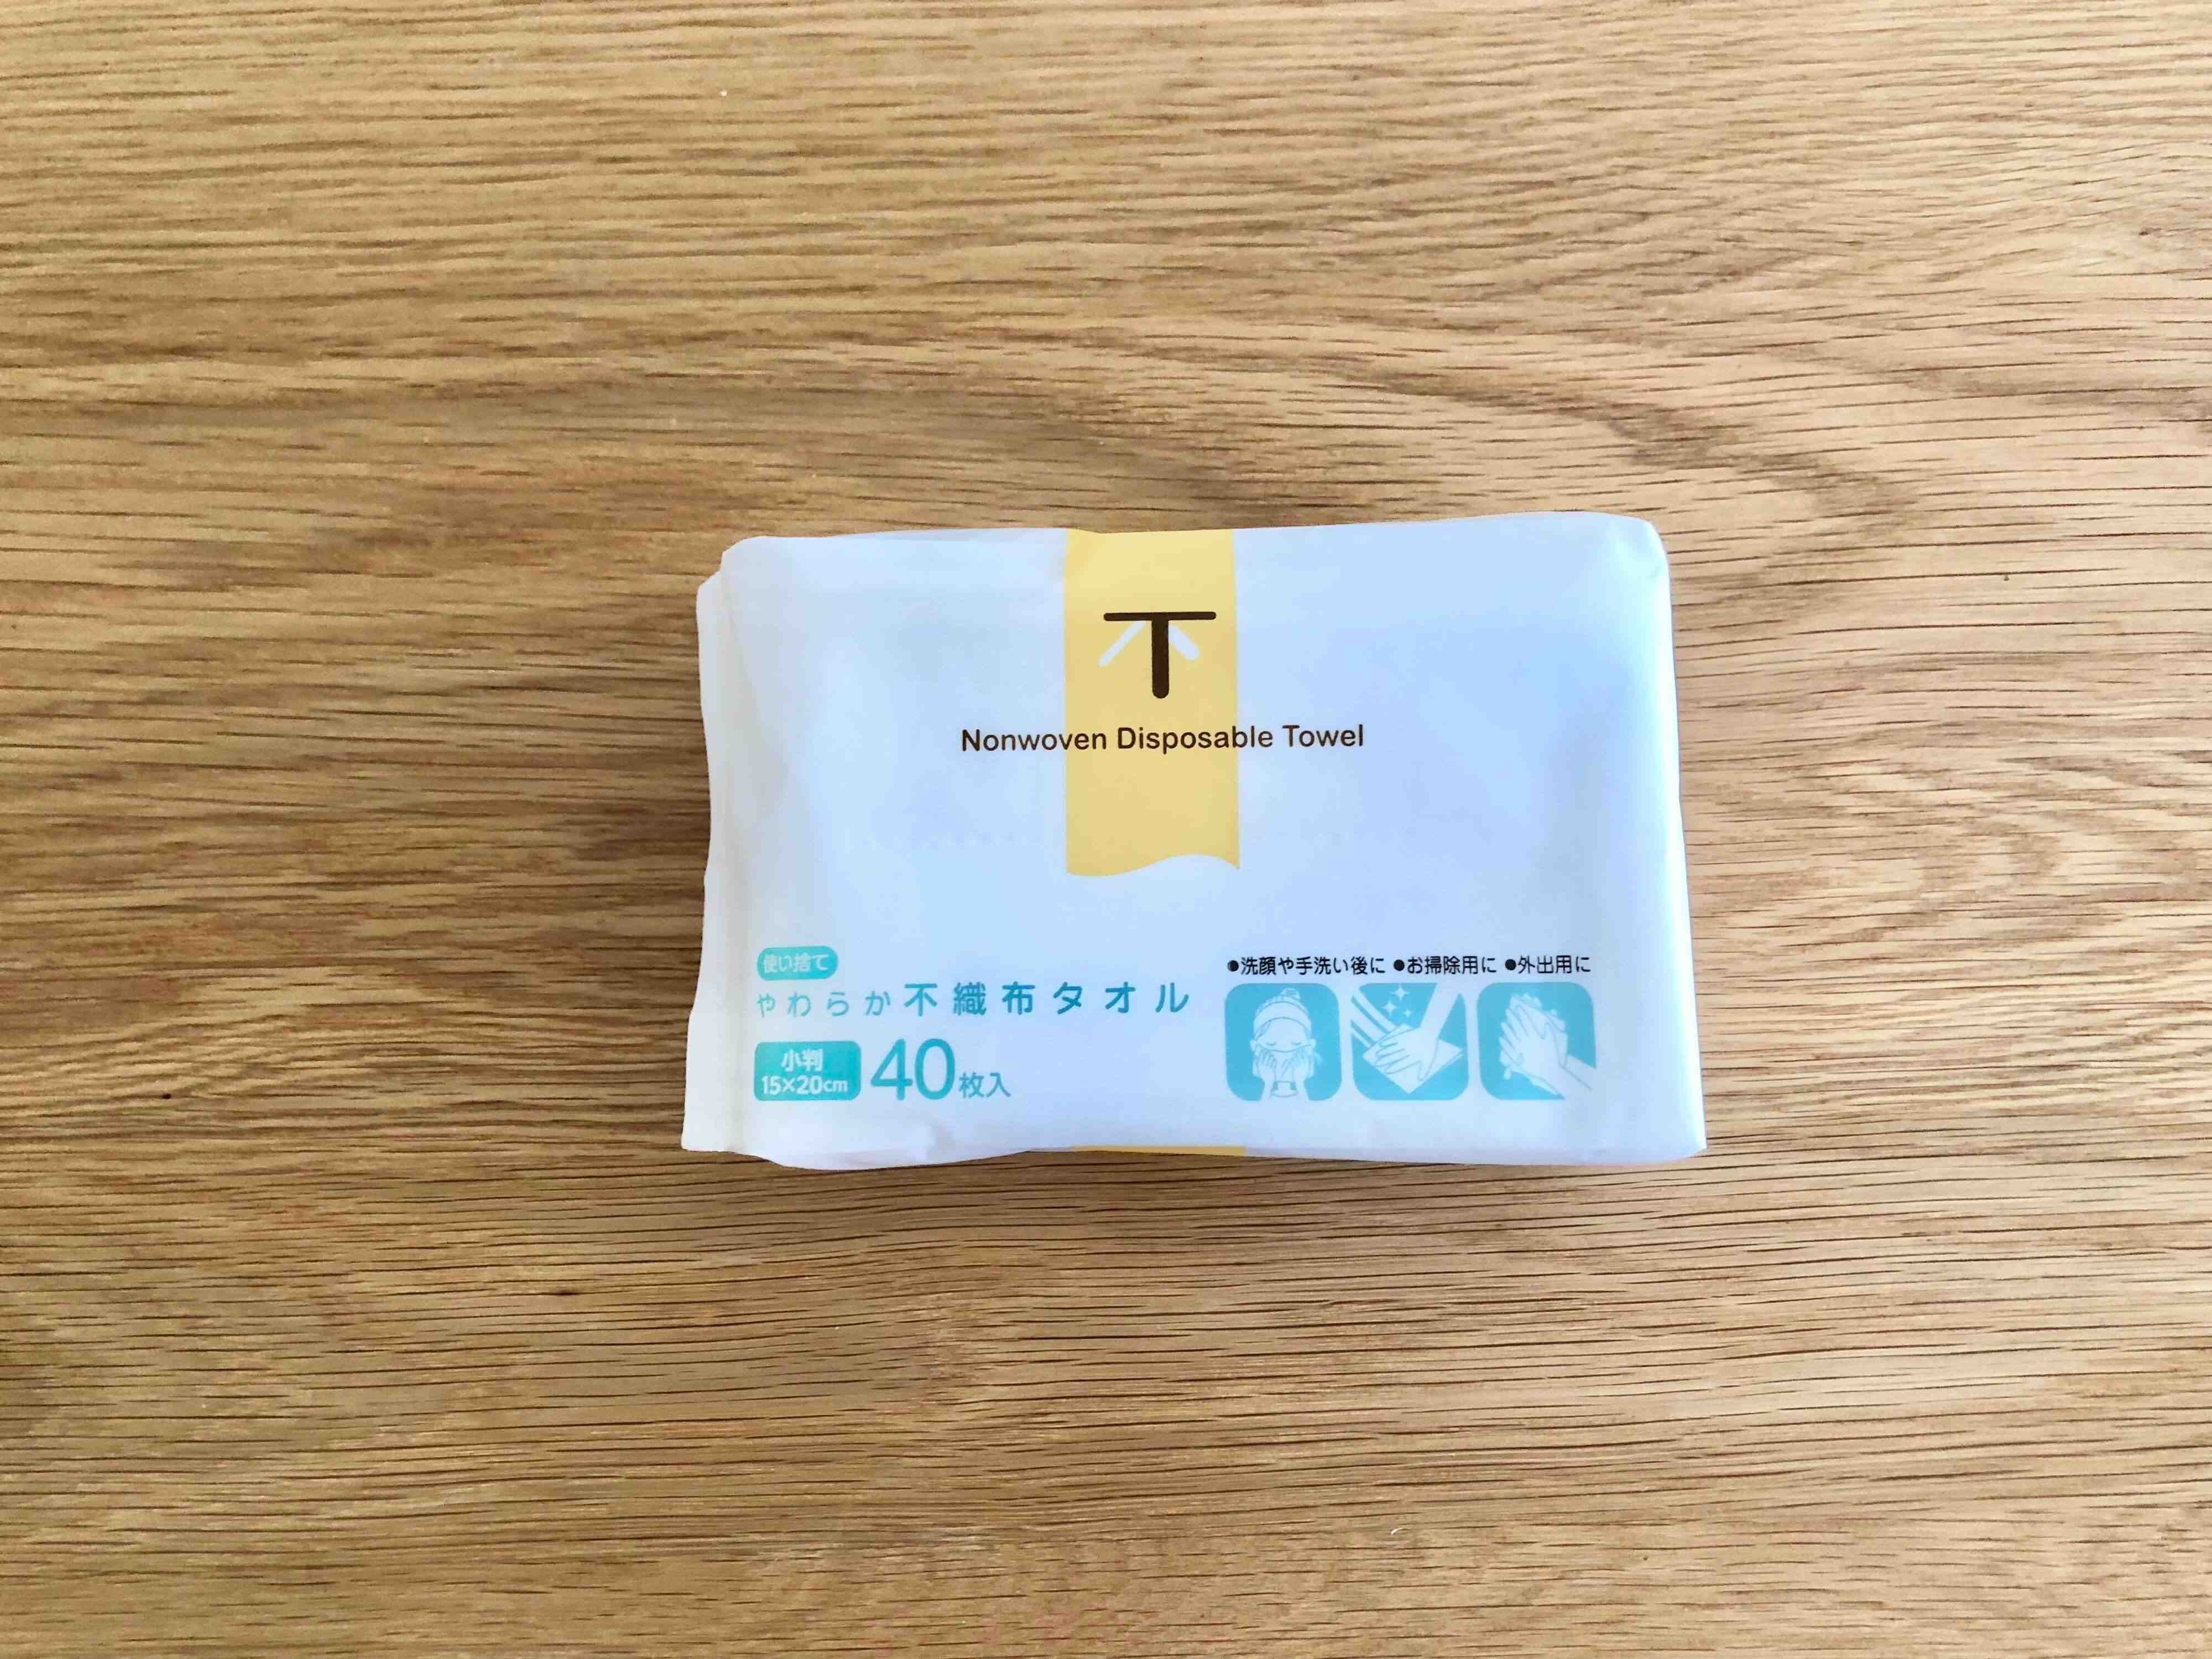 不
Nonwoven Disposable Towel
使い捨て
やわらか不織布タオル
小判
15×20cm
40枚入
●洗顔や手洗い後に ●お掃除用に ●外出用に